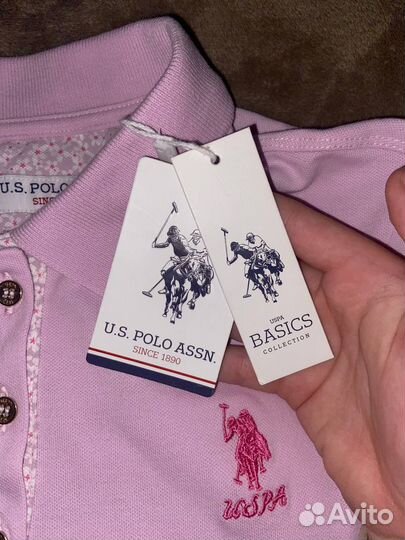 U.S. POLO
SINC
U.S. POLO ASSN.
SINCE 1890
USPA
BASICS
COLLECTION
USPA
Avito